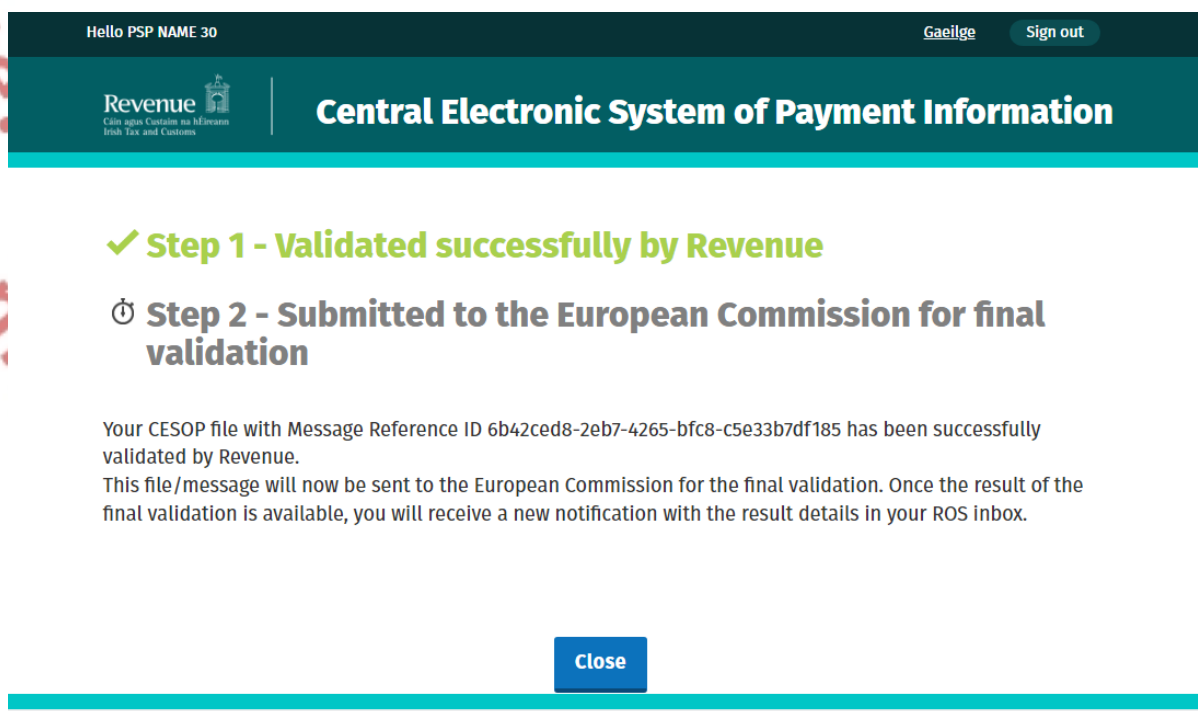 Hello PSP NAME 30
Gaeilge
Sign out
Revenue
Cáin agus Custaim na hÉireann
Irish Tax and Customs
Central Electronic System of Payment Information
Step 1 - Validated successfully by Revenue
Step 2 - Submitted to the European Commission for final
validation
Your CESOP file with Message Reference ID 6b42ced8-2eb7-4265-bfc8-c5e33b7df185 has been successfully
validated by Revenue.
This file/message will now be sent to the European Commission for the final validation. Once the result of the
final validation is available, you will receive a new notification with the result details in your ROS inbox.
Close